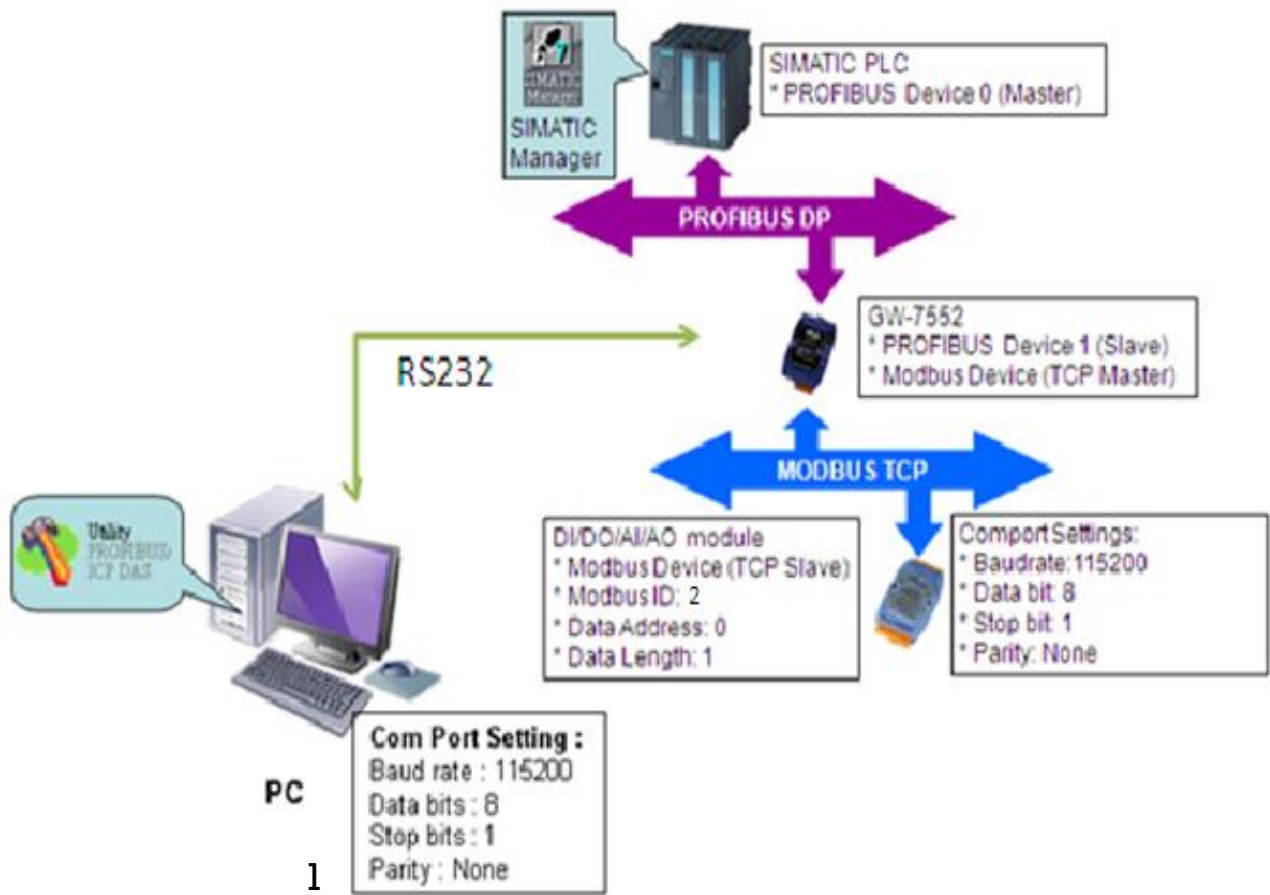 SIMATIC
Manager
SIMATIC
Manager
SIMATIC PLC
* PROFIBUS Device 0 (Master)
PROFIBUS DP
GW-7552
* PROFIBUS Device 1 (Slave)
* Modbus Device (TCP Master)
RS232
MODBUS TCP
Utility
PROFIBUS
ICP DAS
DI/DO/AI/AO module
* Modbus Device (TCP Slave)
* Modbus ID: 2
* Data Address: 0
* Data Length: 1
Comport Settings:
* Baudrate: 115200
* Data bit: 8
* Stop bit: 1
* Parity: None
PC
Com Port Setting :
Baud rate : 115200
Data bits : 8
Stop bits : 1
Parity : None
1